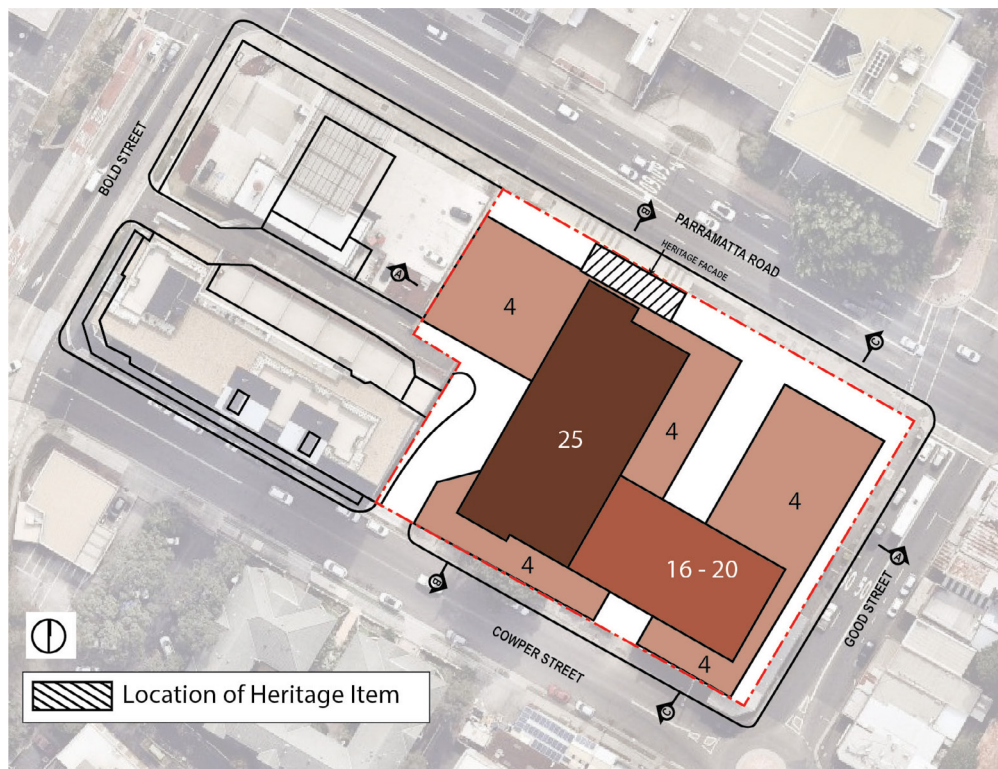 BOLD STREET
B
PARRAMATTA ROAD
HERITAGE FACADE
A
C
4
25
4
4
16 - 20
4
4
A
B
C
COWPER STREET
GOOD STREET
Location of Heritage Item